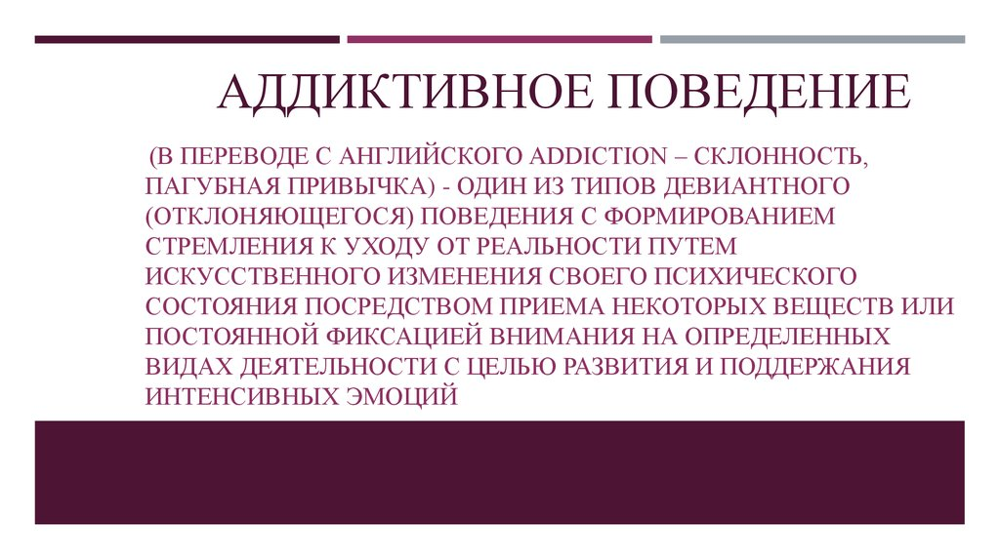 АДДИКТИВНОЕ ПОВЕДЕНИЕ
(В ПЕРЕВОДЕ С АНГЛИЙСКОГО ADDICTION – СКЛОННОСТЬ,
ПАГУБНАЯ ПРИВЫЧКА) - ОДИН ИЗ ТИПОВ ДЕВИАНТНОГО
(ОТКЛОНЯЮЩЕГОСЯ) ПОВЕДЕНИЯ С ФОРМИРОВАНИЕМ
СТРЕМЛЕНИЯ К УХОДУ ОТ РЕАЛЬНОСТИ ПУТЕМ
ИСКУССТВЕННОГО ИЗМЕНЕНИЯ СВОЕГО ПСИХИЧЕСКОГО
СОСТОЯНИЯ ПОСРЕДСТВОМ ПРИЕМА НЕКОТОРЫХ ВЕЩЕСТВ ИЛИ
ПОСТОЯННОЙ ФИКСАЦИЕЙ ВНИМАНИЯ НА ОПРЕДЕЛЕННЫХ
ВИДАХ ДЕЯТЕЛЬНОСТИ С ЦЕЛЬЮ РАЗВИТИЯ И ПОДДЕРЖАНИЯ
ИНТЕНСИВНЫХ ЭМОЦИЙ